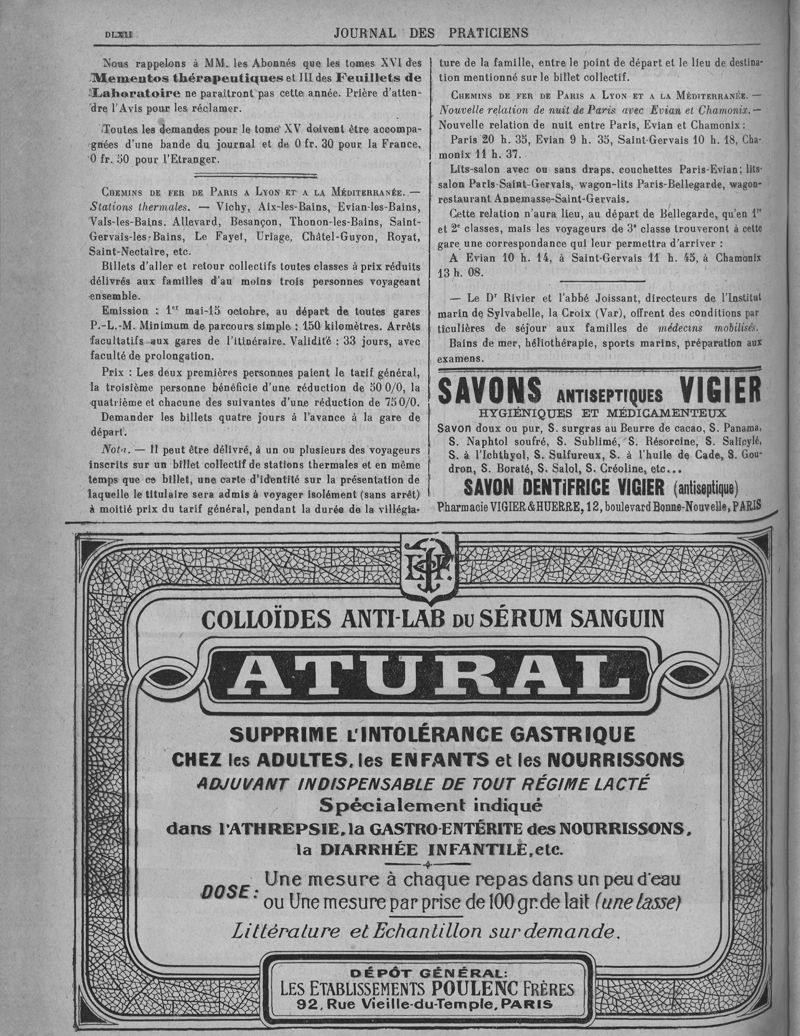 DLXII
JOURNAL DES PRATICIENS
Nous rappelons à MM. les Abonnés que les tomes XVI des
Mementos thérapeutiques et III des Feuillets de
Laboratoire ne paraîtront pas cette année. Prière d'atten-
dre l'Avis pour les réclamer.
Toutes les demandes pour le tome XV doivent être accompa-
gnées d'une bande du journal et de 0 fr. 30 pour la France,
0 fr. 50 pour l'Etranger.
CHEMINS DE FER DE PARIS A LYON ET A LA MÉDITERRANÉE. —
Stations thermales. — Vichy, Aix-les-Bains, Evian-les-Bains,
Vals-les-Bains. Allevard, Besançon, Thonon-les-Bains, Saint-
Gervais-les-Bains, Le Fayet, Uriage, Châtel-Guyon, Royat,
Saint-Nectaire, etc.
Billets d'aller et retour collectifs toutes classes à prix réduits
délivrés aux familles d'au moins trois personnes voyageant
ensemble.
Emission : 1er mai-15 octobre, au départ de toutes gares
P.-L.-M. Minimum de parcours simple : 150 kilomètres. Arrêts
facultatifs aux gares de l'itinéraire. Validité : 33 jours, avec
faculté de prolongation.
Prix : Les deux premières personnes paient le tarif général,
la troisième personne bénéficie d'une réduction de 50 0/0, la
quatrième et chacune des suivantes d'une réduction de 75 0/0.
Demander les billets quatre jours à l'avance à la gare de
départ.
Nota. — Il peut être délivré, à un ou plusieurs des voyageurs
inscrits sur un billet collectif de stations thermales et en même
temps que ce billet, une carte d'identité sur la présentation de
laquelle le titulaire sera admis à voyager isolément (sans arrêt)
à moitié prix du tarif général, pendant la durée de la villégia-
ture de la famille, entre le point de départ et le lieu de destina-
tion mentionné sur le billet collectif.
CHEMINS DE FER DE PARIS A LYON ET A LA MÉDITERRANÉE. —
Nouvelle relation de nuit de Paris avec Evian et Chamonix. —
Nouvelle relation de nuit entre Paris, Evian et Chamonix :
Paris 20 h. 35, Evian 9 h. 35, Saint-Gervais 10 h. 18, Cha-
monix 11 h. 37.
Lits-salon avec ou sans draps, couchettes Paris-Evian; lits-
salon Paris-Saint-Gervais, wagon-lits Paris-Bellegarde, wagon-
restaurant Annemasse-Saint-Gervais.
Cette relation n'aura lieu, au départ de Bellegarde, qu'en 1re
et 2e classes, mais les voyageurs de 3e classe trouveront à cette
gare une correspondance qui leur permettra d'arriver :
A Evian 10 h. 14, à Saint-Gervais 11 h. 45, à Chamonix
13 h. 08.
— Le Dr Rivier et l'abbé Joissant, directeurs de l'Institut
marin de Sylvabelle, la Croix (Var), offrent des conditions par
ticulières de séjour aux familles de médecins mobilisés.
Bains de mer, héliothérapie, sports marins, préparation aux
examens.
SAVONS ANTISEPTIQUES VIGIER
HYGIÉNIQUES ET MÉDICAMENTEUX
Savon doux ou pur, S. surgras au Beurre de cacao, S. Panama,
S. Naphtol soufré, S. Sublimé, S. Résorcine, S. Salicylé,
S. à l'Ichthyol, S. Sulfureux, S. à l'huile de Cade, S. Gou-
dron, S. Boraté, S. Salol, S. Créoline, etc...
SAVON DENTIFRICE VIGIER (antiseptique)
Pharmacie VIGIER & HUERRE, 12, boulevard Bonne-Nouvelle, PARIS
COLLOÏDES ANTI-LAB DU SÉRUM SANGUIN
ATURAL
SUPPRIME L'INTOLÉRANCE GASTRIQUE
CHEZ les ADULTES, les ENFANTS et les NOURRISSONS
ADJUVANT INDISPENSABLE DE TOUT RÉGIME LACTÉ
Spécialement indiqué
dans l'ATHREPSIE, la GASTRO-ENTÉRITE des NOURRISSONS,
la DIARRHÉE INFANTILE, etc.
DOSE : Une mesure à chaque repas dans un peu d'eau
ou Une mesure par prise de 100 gr. de lait (une tasse)
Littérature et Echantillon sur demande.
DÉPÔT GÉNÉRAL:
LES ETABLISSEMENTS POULENC FRÈRES
92, Rue Vieille-du-Temple, PARIS